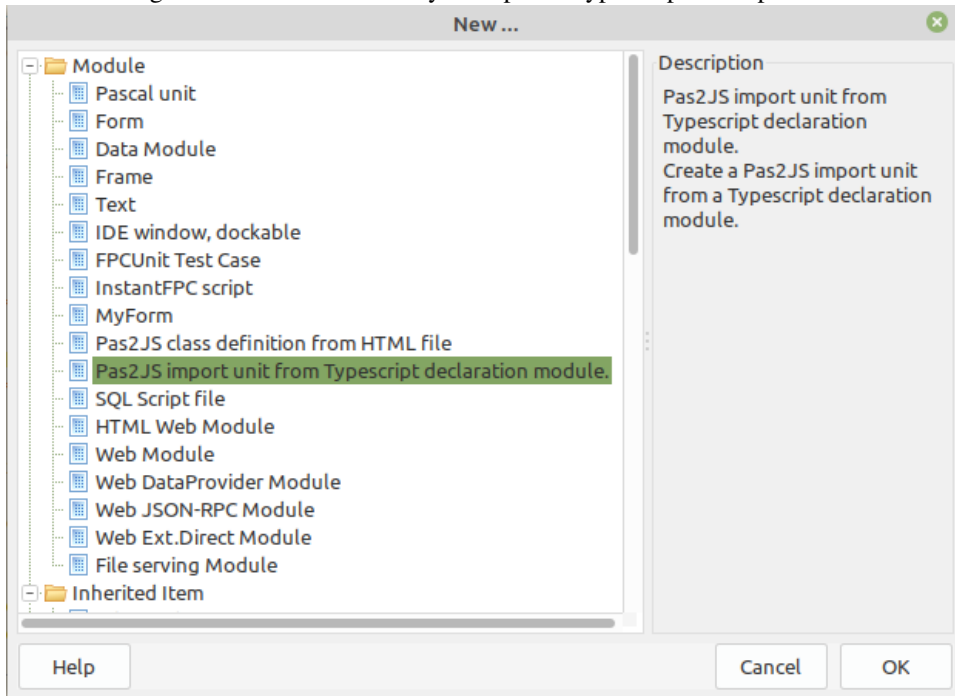 New ...
Module
Pascal unit
Form
Data Module
Frame
Text
IDE window, dockable
FPCUnit Test Case
InstantFPC script
MyForm
Pas2JS class definition from HTML file
Pas2JS import unit from Typescript declaration module.
SQL Script file
HTML Web Module
Web Module
Web DataProvider Module
Web JSON-RPC Module
Web Ext.Direct Module
File serving Module
Inherited Item
Description
Pas2JS import unit from
Typescript declaration
module.
Create a Pas2JS import unit
from a Typescript declaration
module.
Help
Cancel
OK